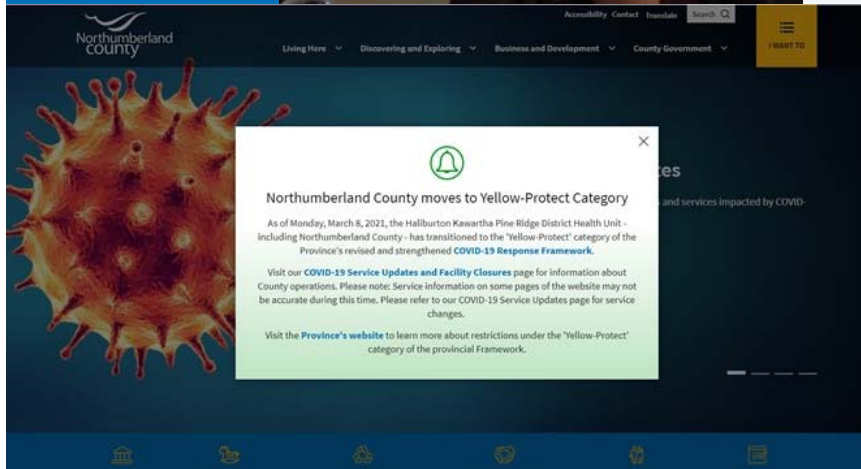 Accessibility Contact Translate Search
Northumberland
county
Living Here Discovering and Exploring Business and Development County Government
I WANT TO
Northumberland County moves to Yellow-Protect Category
As of Monday, March 8, 2021, the Haliburton Kawartha Pine Ridge District Health Unit -
including Northumberland County - has transitioned to the 'Yellow-Protect' category of the
Province's revised and strengthened COVID-19 Response Framework.
Visit our COVID-19 Service Updates and Facility Closures page for information about
County operations. Please note: Service information on some pages of the website may not
be accurate during this time. Please refer to our COVID-19 Service Updates page for service
changes.
Visit the Province's website to learn more about restrictions under the 'Yellow-Protect'
category of the provincial Framework.
and services impacted by COVID-